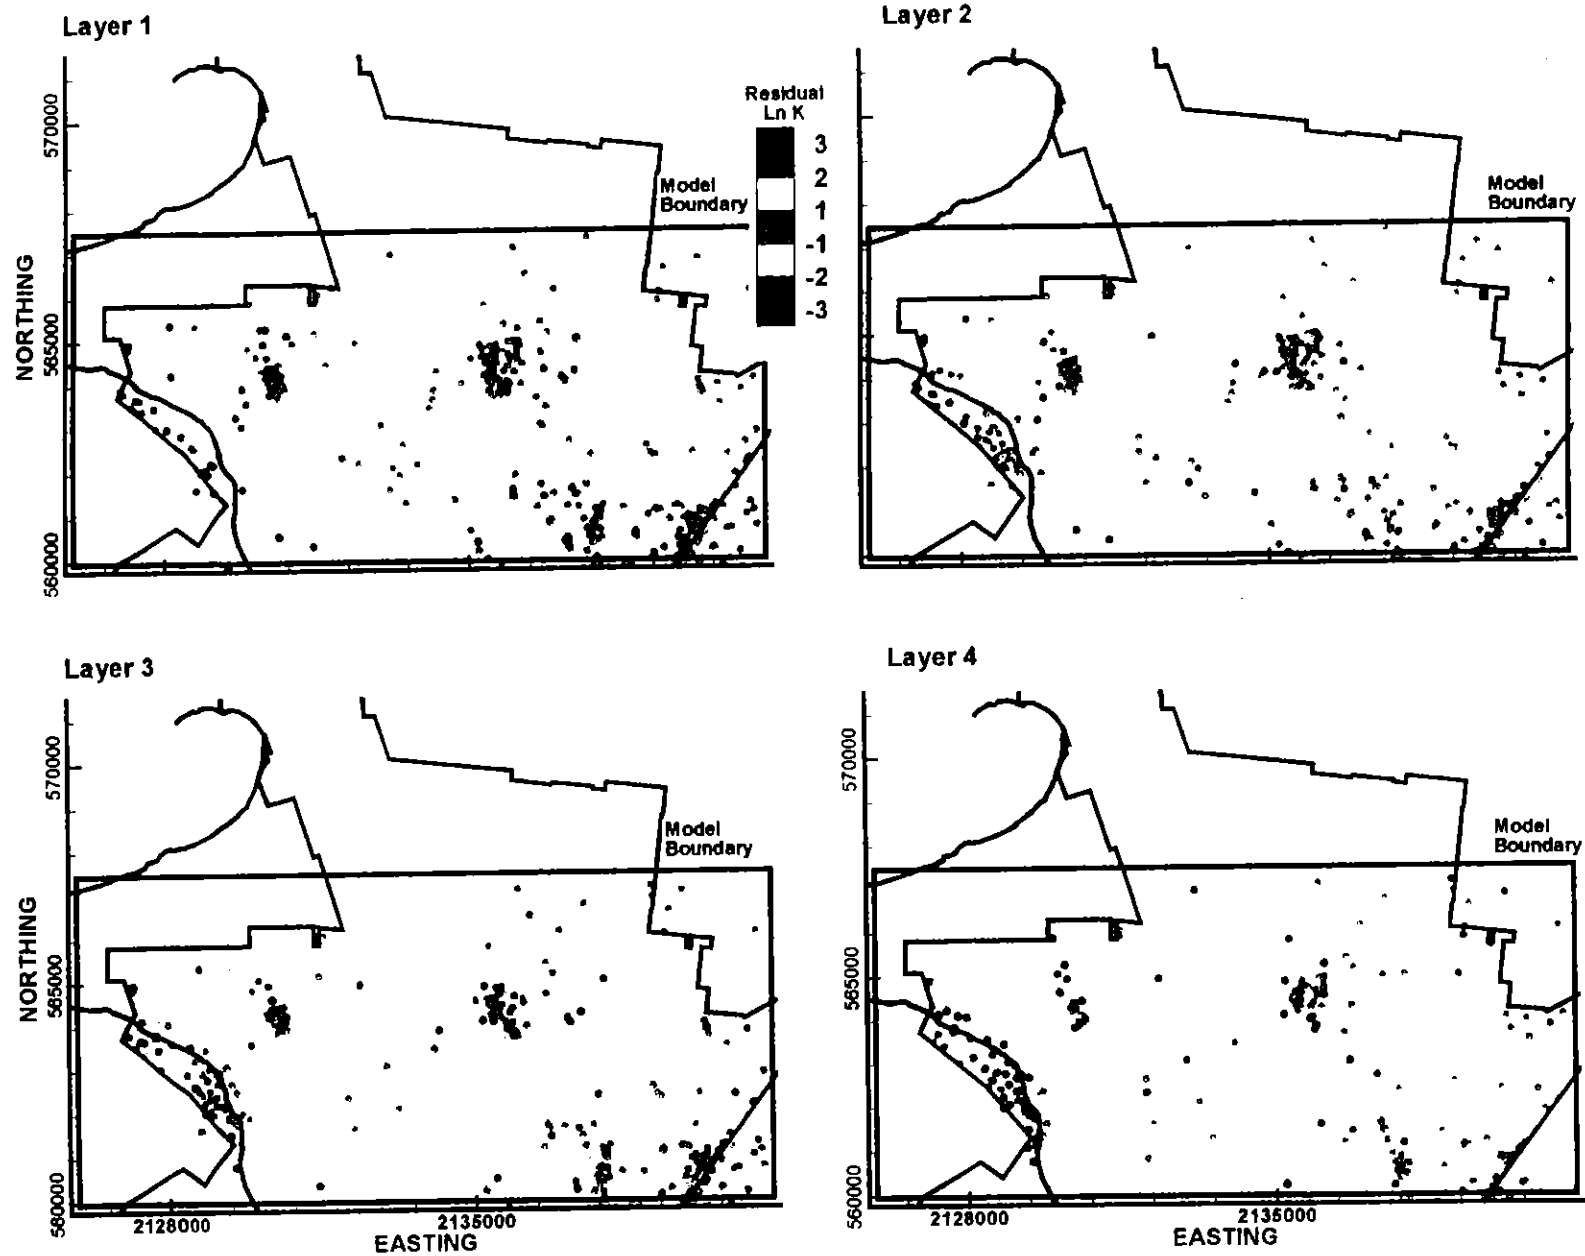 Layer 1
Layer 2
Residual
Ln K
3
2
1
-1
-2
-3
Model
Boundary
Model
Boundary
NORTHING
570000
565000
560000
Layer 3
Layer 4
Model
Boundary
Model
Boundary
NORTHING
570000
565000
560000
570000
565000
560000
2128000
2135000
EASTING
2128000
2135000
EASTING